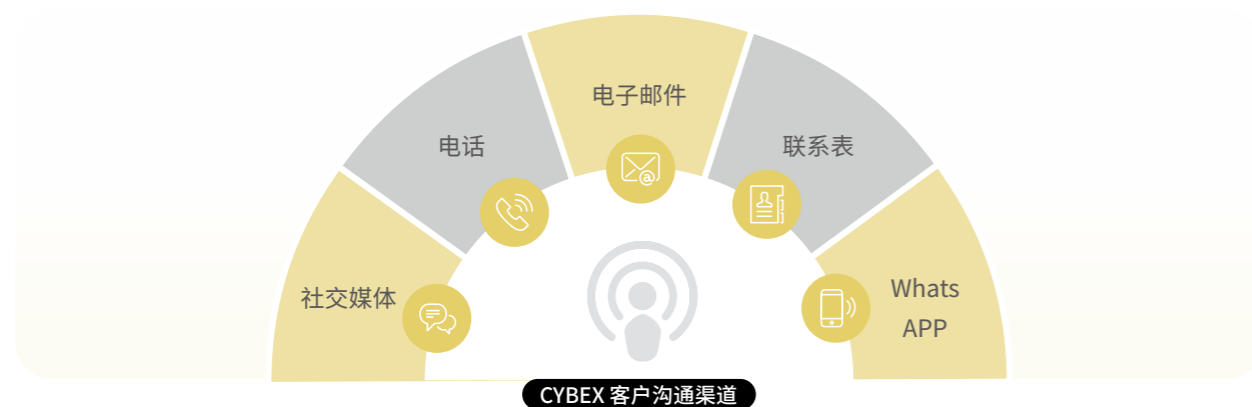 电子邮件
电话
联系表
社交媒体
Whats
APP
CYBEX 客户沟通渠道